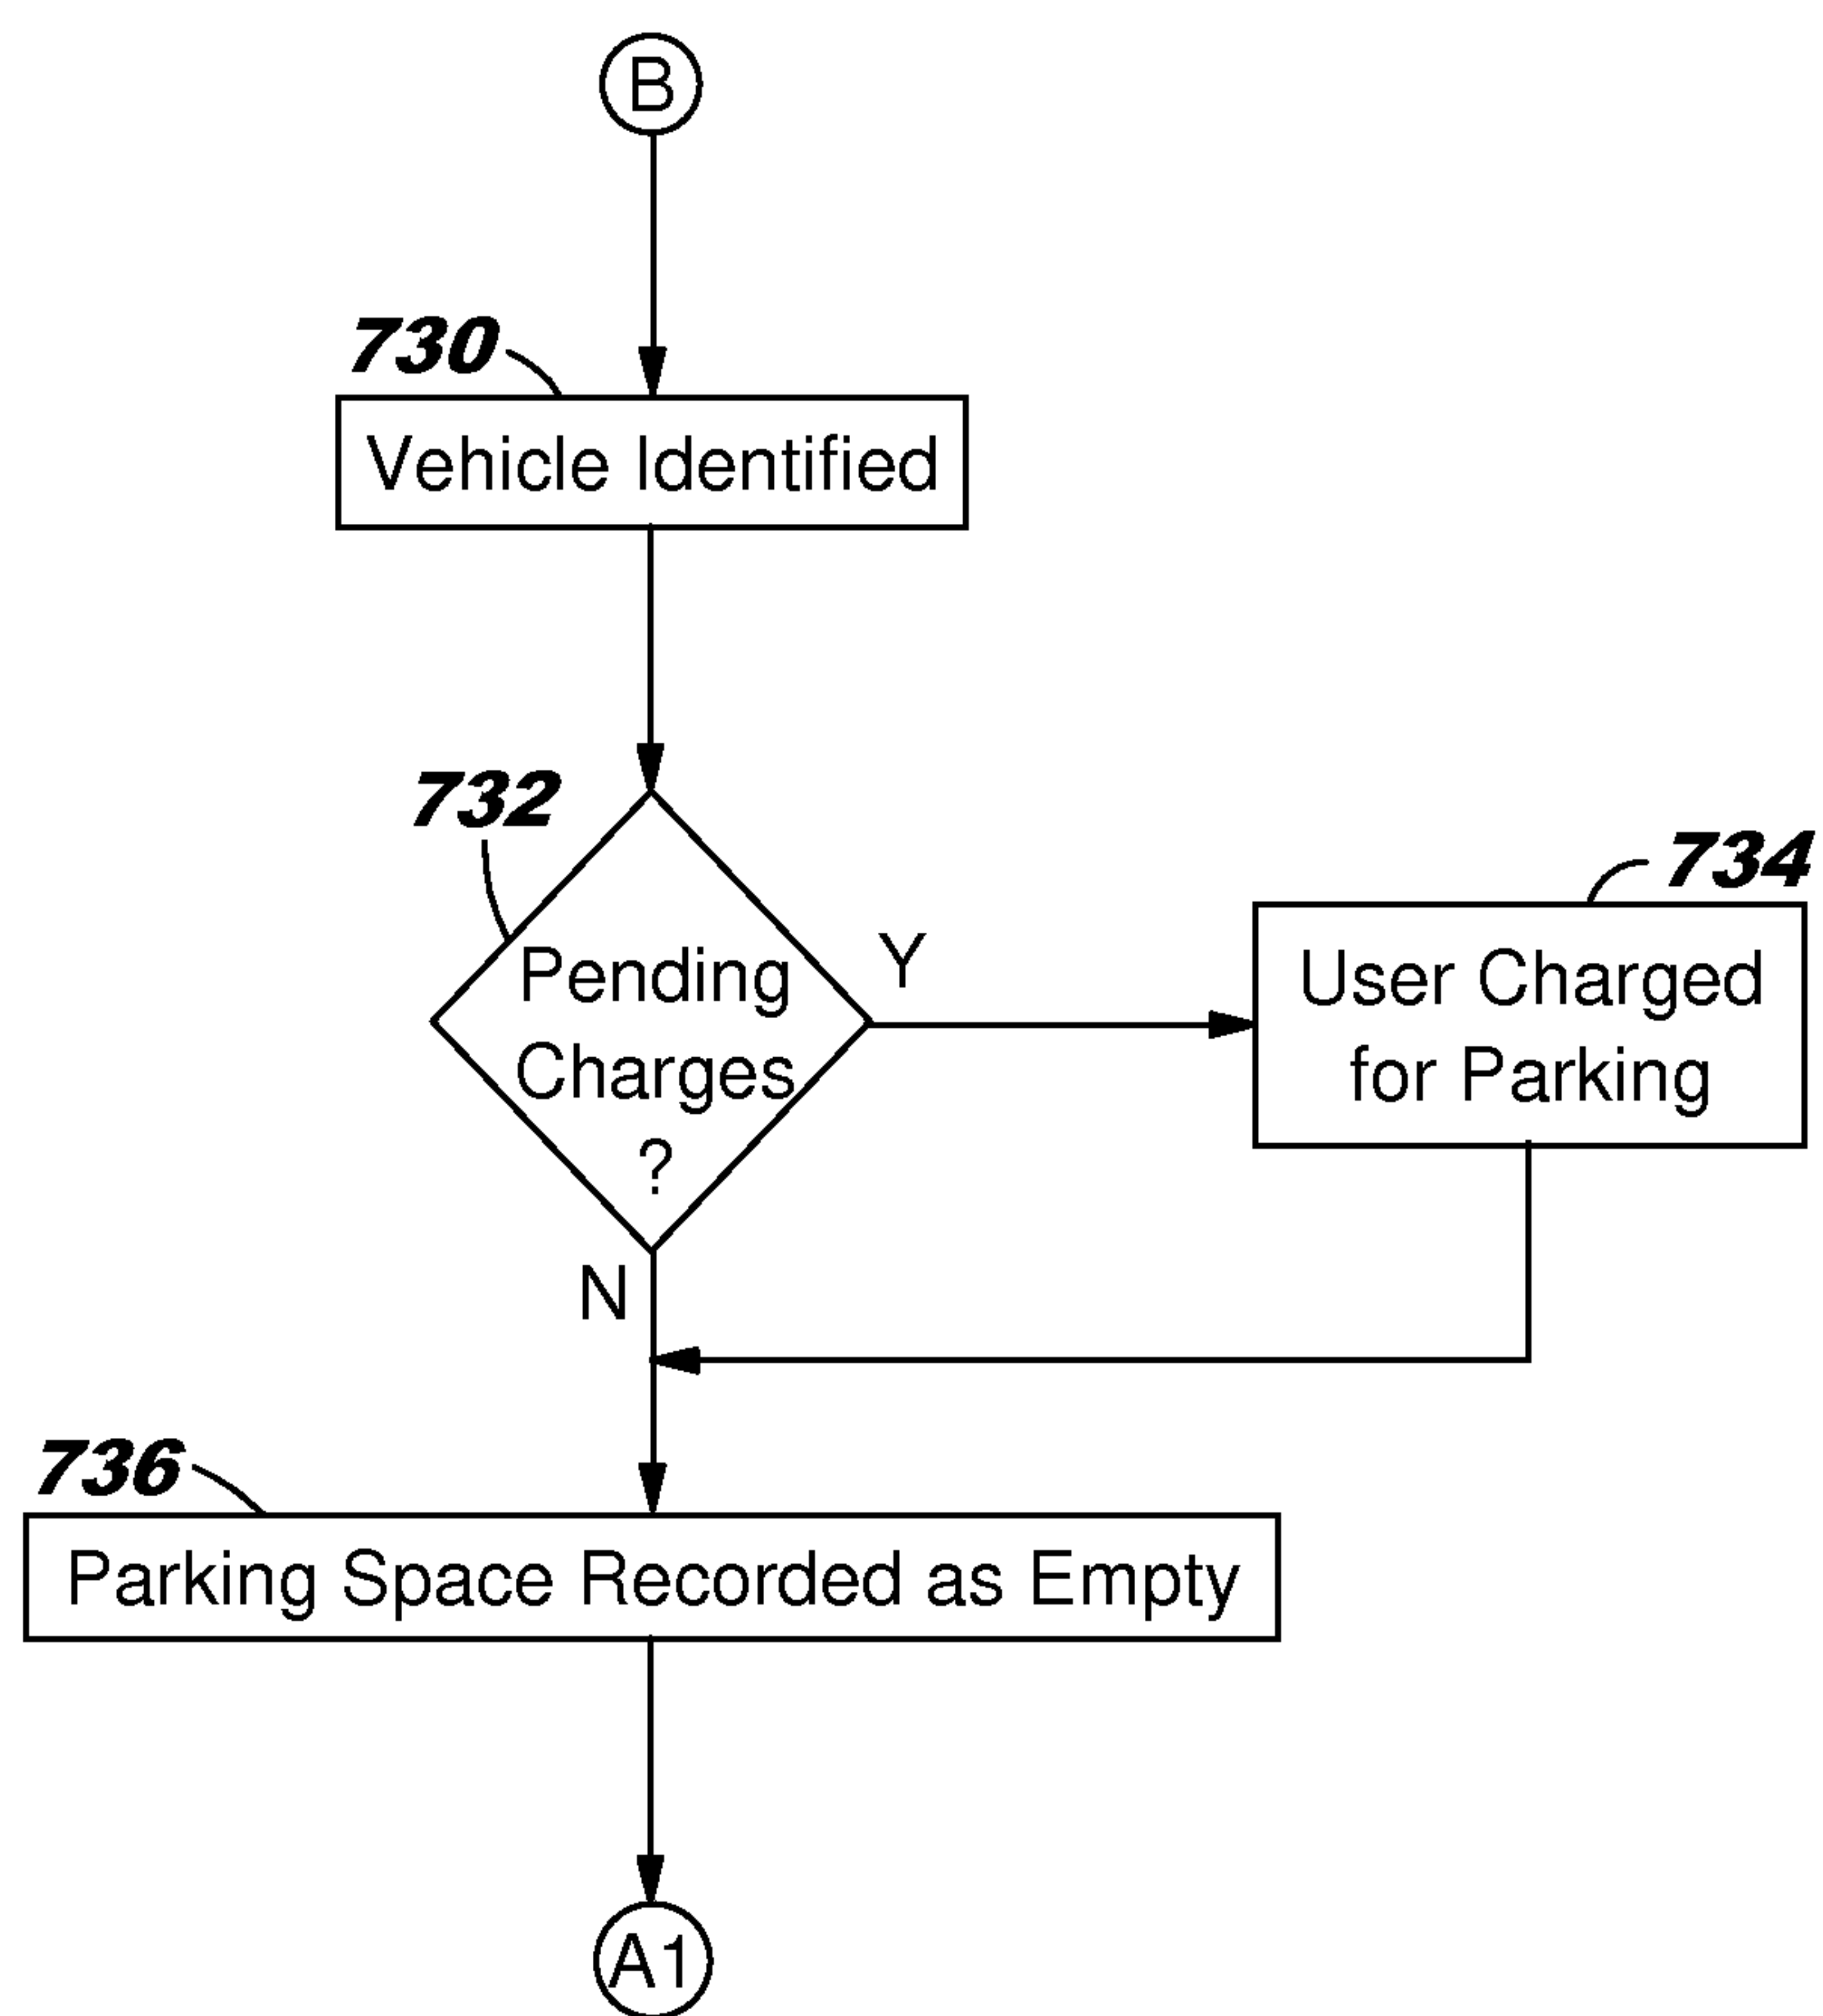 B
730
Vehicle Identified
732
Pending
Charges
?
Y
734
User Charged
for Parking
N
736
Parking Space Recorded as Empty
A1